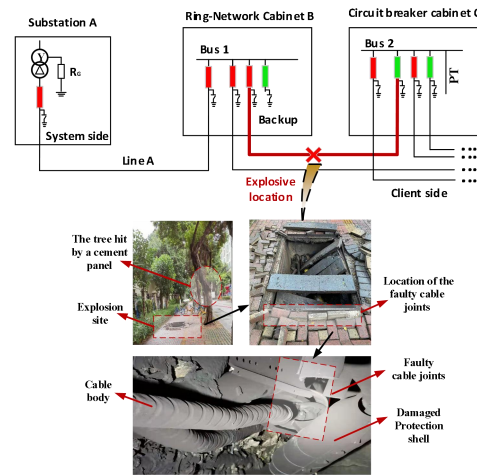 Substation A
Ring-Network Cabinet B
Circuit breaker cabinet C
Bus 1
Bus 2
RG
PT
Backup
System side
Line A
Explosive
location
Client side
The tree hit
by a cement
panel
Explosion
site
Location of the
faulty cable
joints
Cable
body
Faulty
cable joints
Damaged
Protection
shell